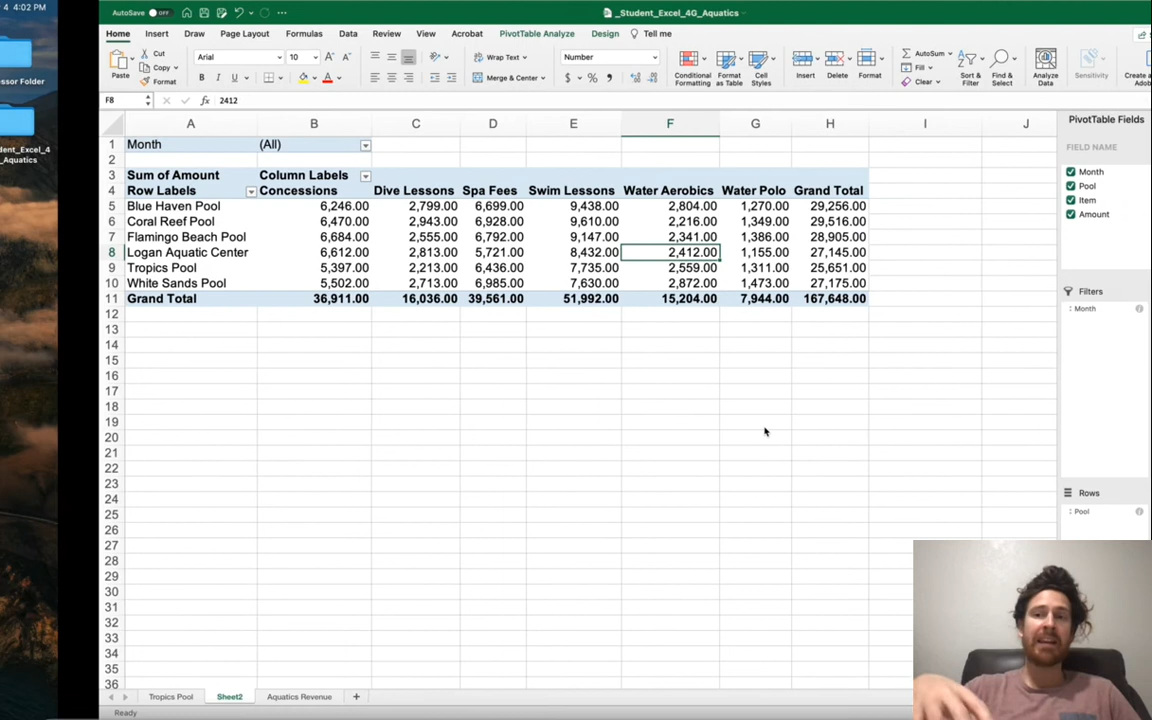 4 4:02 PM
ssor Folder
ent_Excel_4
_Aquatics
AutoSave OFF
_Student_Excel_4G_Aquatics
Home Insert Draw Page Layout Formulas Data Review View Acrobat PivotTable Analyze Design Tell me
Paste Cut Copy Format
Arial 10
B I U
Wrap Text
Merge & Center
Number
$ % 
Conditional Formatting
Format as Table
Cell Styles
Insert Delete Format
AutoSum
Fill
Clear
Sort & Filter
Find & Select
Analyze Data
Sensitivity
Create a
Adob
F8 fx 2412
A B C D E F G H I J
1 Month (All)
2
3 Sum of Amount Column Labels
4 Row Labels Concessions Dive Lessons Spa Fees Swim Lessons Water Aerobics Water Polo Grand Total
5 Blue Haven Pool 6,246.00 2,799.00 6,699.00 9,438.00 2,804.00 1,270.00 29,256.00
6 Coral Reef Pool 6,470.00 2,943.00 6,928.00 9,610.00 2,216.00 1,349.00 29,516.00
7 Flamingo Beach Pool 6,684.00 2,555.00 6,792.00 9,147.00 2,341.00 1,386.00 28,905.00
8 Logan Aquatic Center 6,612.00 2,813.00 5,721.00 8,432.00 2,412.00 1,155.00 27,145.00
9 Tropics Pool 5,397.00 2,213.00 6,436.00 7,735.00 2,559.00 1,311.00 25,651.00
10 White Sands Pool 5,502.00 2,713.00 6,985.00 7,630.00 2,872.00 1,473.00 27,175.00
11 Grand Total 36,911.00 16,036.00 39,561.00 51,992.00 15,204.00 7,944.00 167,648.00
12
13
14
15
16
17
18
19
20
21
22
23
24
25
26
27
28
29
30
31
32
33
34
35
36
PivotTable Fields
FIELD NAME
Month
Pool
Item
Amount
Filters
Month
Rows
Pool
Tropics Pool Sheet2 Aquatics Revenue +
Ready